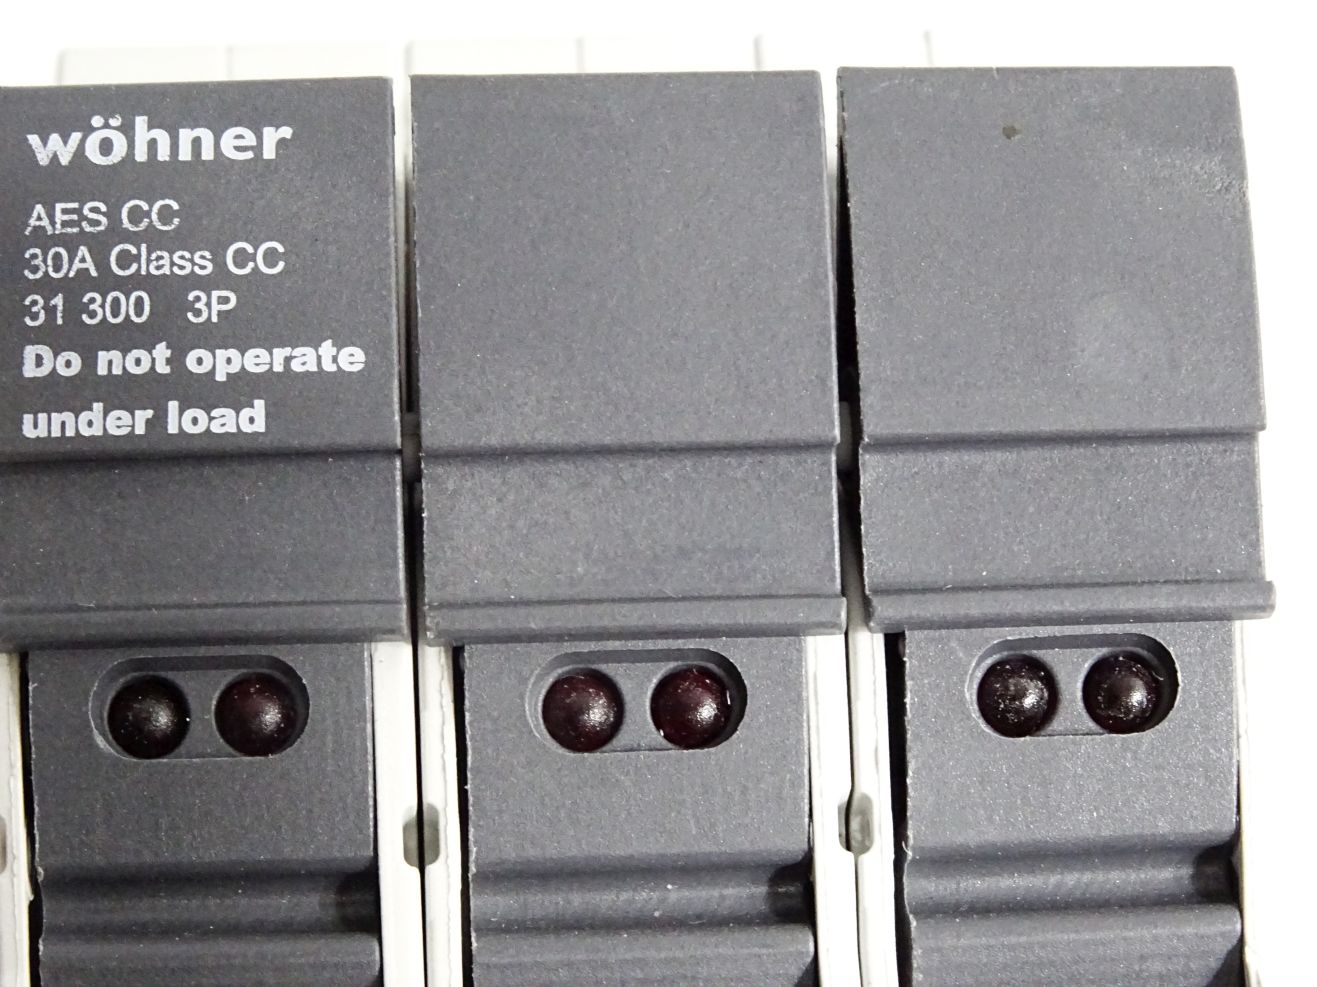 wöhner
AES CC
30A Class CC
31 300 3P
Do not operate
under load